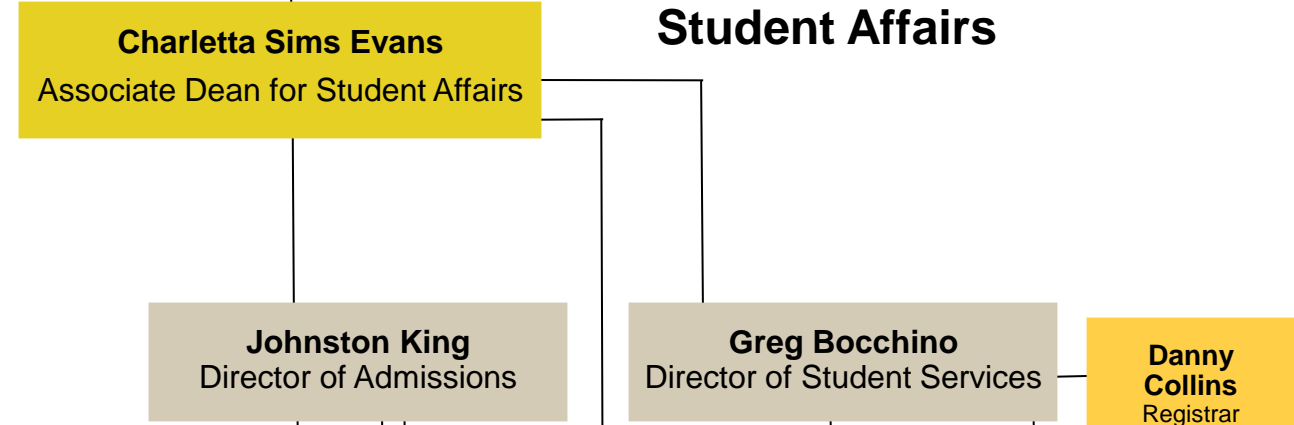 Student Affairs
Charletta Sims Evans
Associate Dean for Student Affairs
Johnston King
Director of Admissions
Greg Bocchino
Director of Student Services
Danny
Collins
Registrar